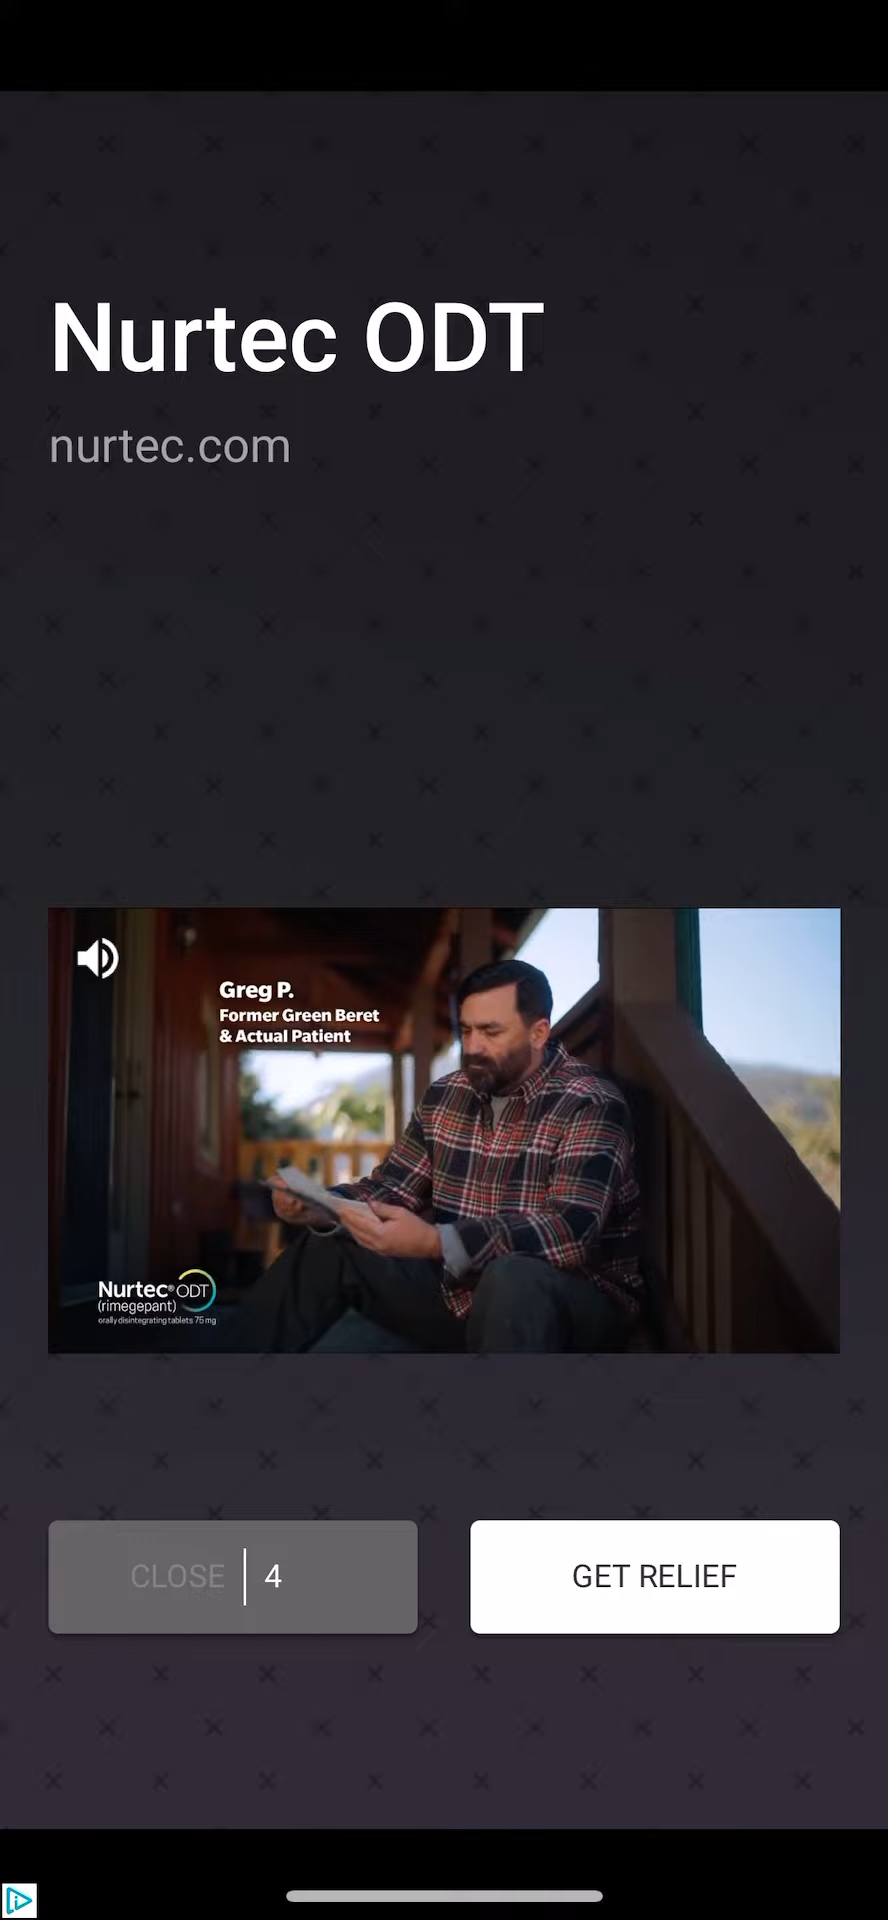 Nurtec ODT
nurtec.com
Greg P.
Former Green Beret
& Actual Patient
Nurtec® ODT
(rimegepant)
orally disintegrating tablets 75 mg
CLOSE | 4
GET RELIEF